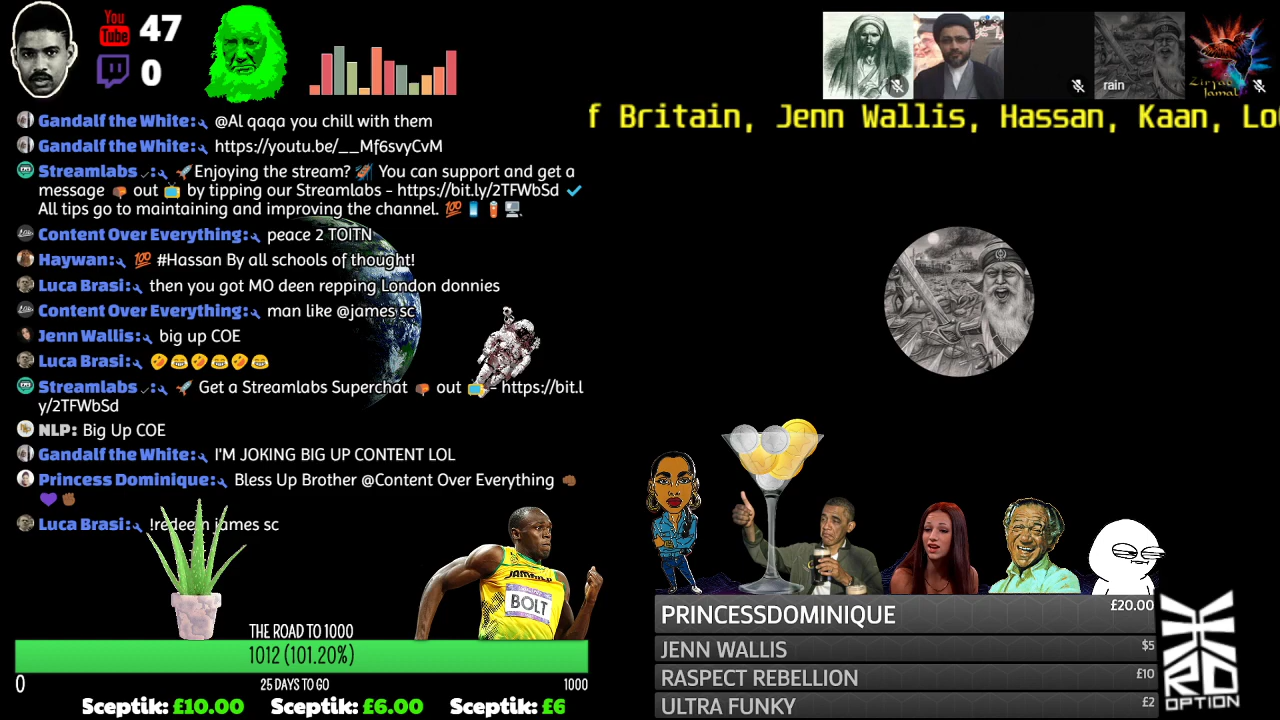 You
Tube 47
0
rain
Ziryab
Jamal
f Britain, Jenn Wallis, Hassan, Kaan, Lou
Gandalf the White: @Al qaqa you chill with them
Gandalf the White: https://youtu.be/__Mf6svyCvM
Streamlabs ✓: 🚀Enjoying the stream? 🚀 You can support and get a
message 👊🏾 out 📺 by tipping our Streamlabs - https://bit.ly/2TFWbSd ✔
All tips go to maintaining and improving the channel. 💯
Content Over Everything: peace 2 TOITN
Haywan: 💯 #Hassan By all schools of thought!
Luca Brasi: then you got MO deen repping London donnies
Content Over Everything: man like @james sc
Jenn Wallis: big up COE
Luca Brasi: 🤣😂🤣😂🤣😂
Streamlabs ✓: 🚀 Get a Streamlabs Superchat 👊🏾 out 📺 - https://bit.l
y/2TFWbSd
NLP: Big Up COE
Gandalf the White: I'M JOKING BIG UP CONTENT LOL
Princess Dominique: Bless Up Brother @Content Over Everything 👊🏾
💜✊🏾
Luca Brasi: !redeem james sc
JAMAICA
BOLT
THE ROAD TO 1000
1012 (101.20%)
0 25 DAYS TO GO 1000
Sceptik: £10.00 Sceptik: £6.00 Sceptik: £6
PRINCESSDOMINIQUE £20.00
JENN WALLIS $5
RASPECT REBELLION £10
ULTRA FUNKY £2
OPTION